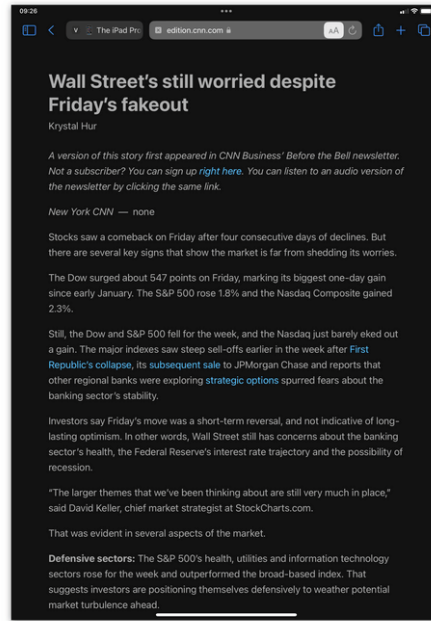 09:26
The iPad Pro
edition.cnn.com
AA
Wall Street's still worried despite
Friday's fakeout
Krystal Hur
A version of this story first appeared in CNN Business' Before the Bell newsletter.
Not a subscriber? You can sign up right here. You can listen to an audio version of
the newsletter by clicking the same link.
New York CNN — none
Stocks saw a comeback on Friday after four consecutive days of declines. But
there are several key signs that show the market is far from shedding its worries.
The Dow surged about 547 points on Friday, marking its biggest one-day gain
since early January. The S&P 500 rose 1.8% and the Nasdaq Composite gained
2.3%.
Still, the Dow and S&P 500 fell for the week, and the Nasdaq just barely eked out
a gain. The major indexes saw steep sell-offs earlier in the week after First
Republic's collapse, its subsequent sale to JPMorgan Chase and reports that
other regional banks were exploring strategic options spurred fears about the
banking sector's stability.
Investors say Friday's move was a short-term reversal, and not indicative of long-
lasting optimism. In other words, Wall Street still has concerns about the banking
sector's health, the Federal Reserve's interest rate trajectory and the possibility of
recession.
"The larger themes that we've been thinking about are still very much in place,"
said David Keller, chief market strategist at StockCharts.com.
That was evident in several aspects of the market.
Defensive sectors: The S&P 500's health, utilities and information technology
sectors rose for the week and outperformed the broad-based index. That
suggests investors are positioning themselves defensively to weather potential
market turbulence ahead.